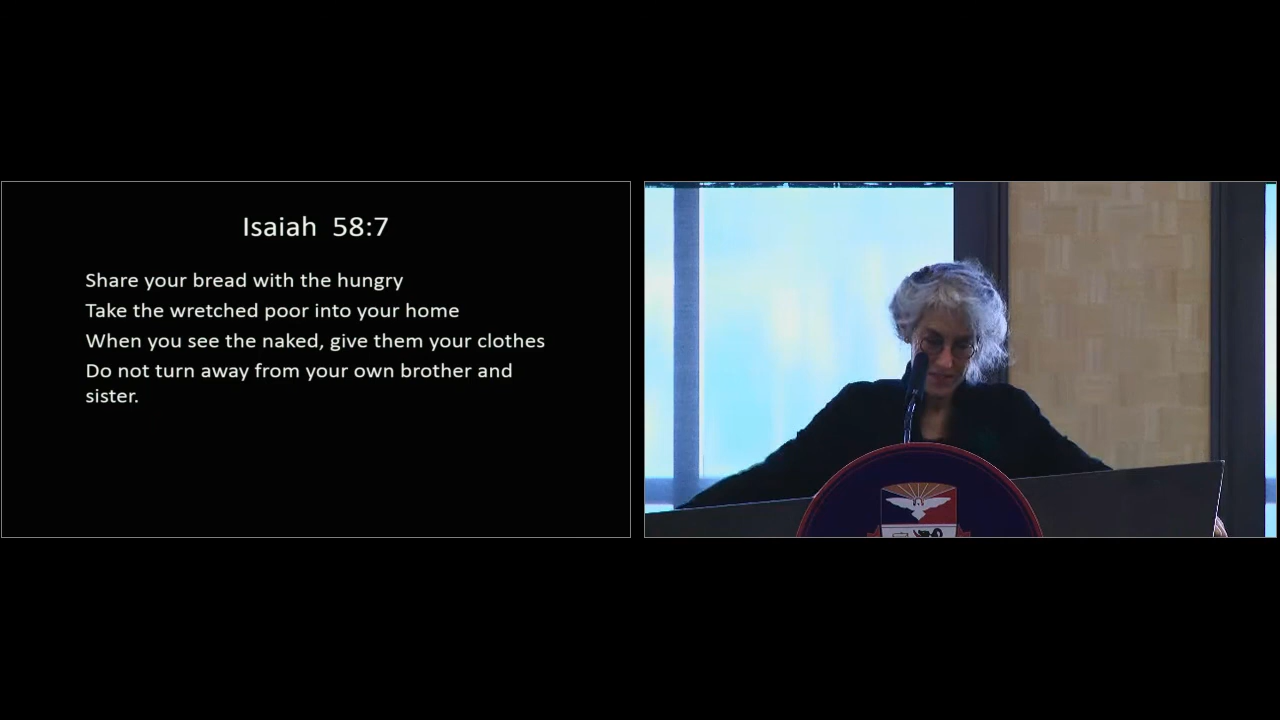 Isaiah 58:7
Share your bread with the hungry
Take the wretched poor into your home
When you see the naked, give them your clothes
Do not turn away from your own brother and
sister.